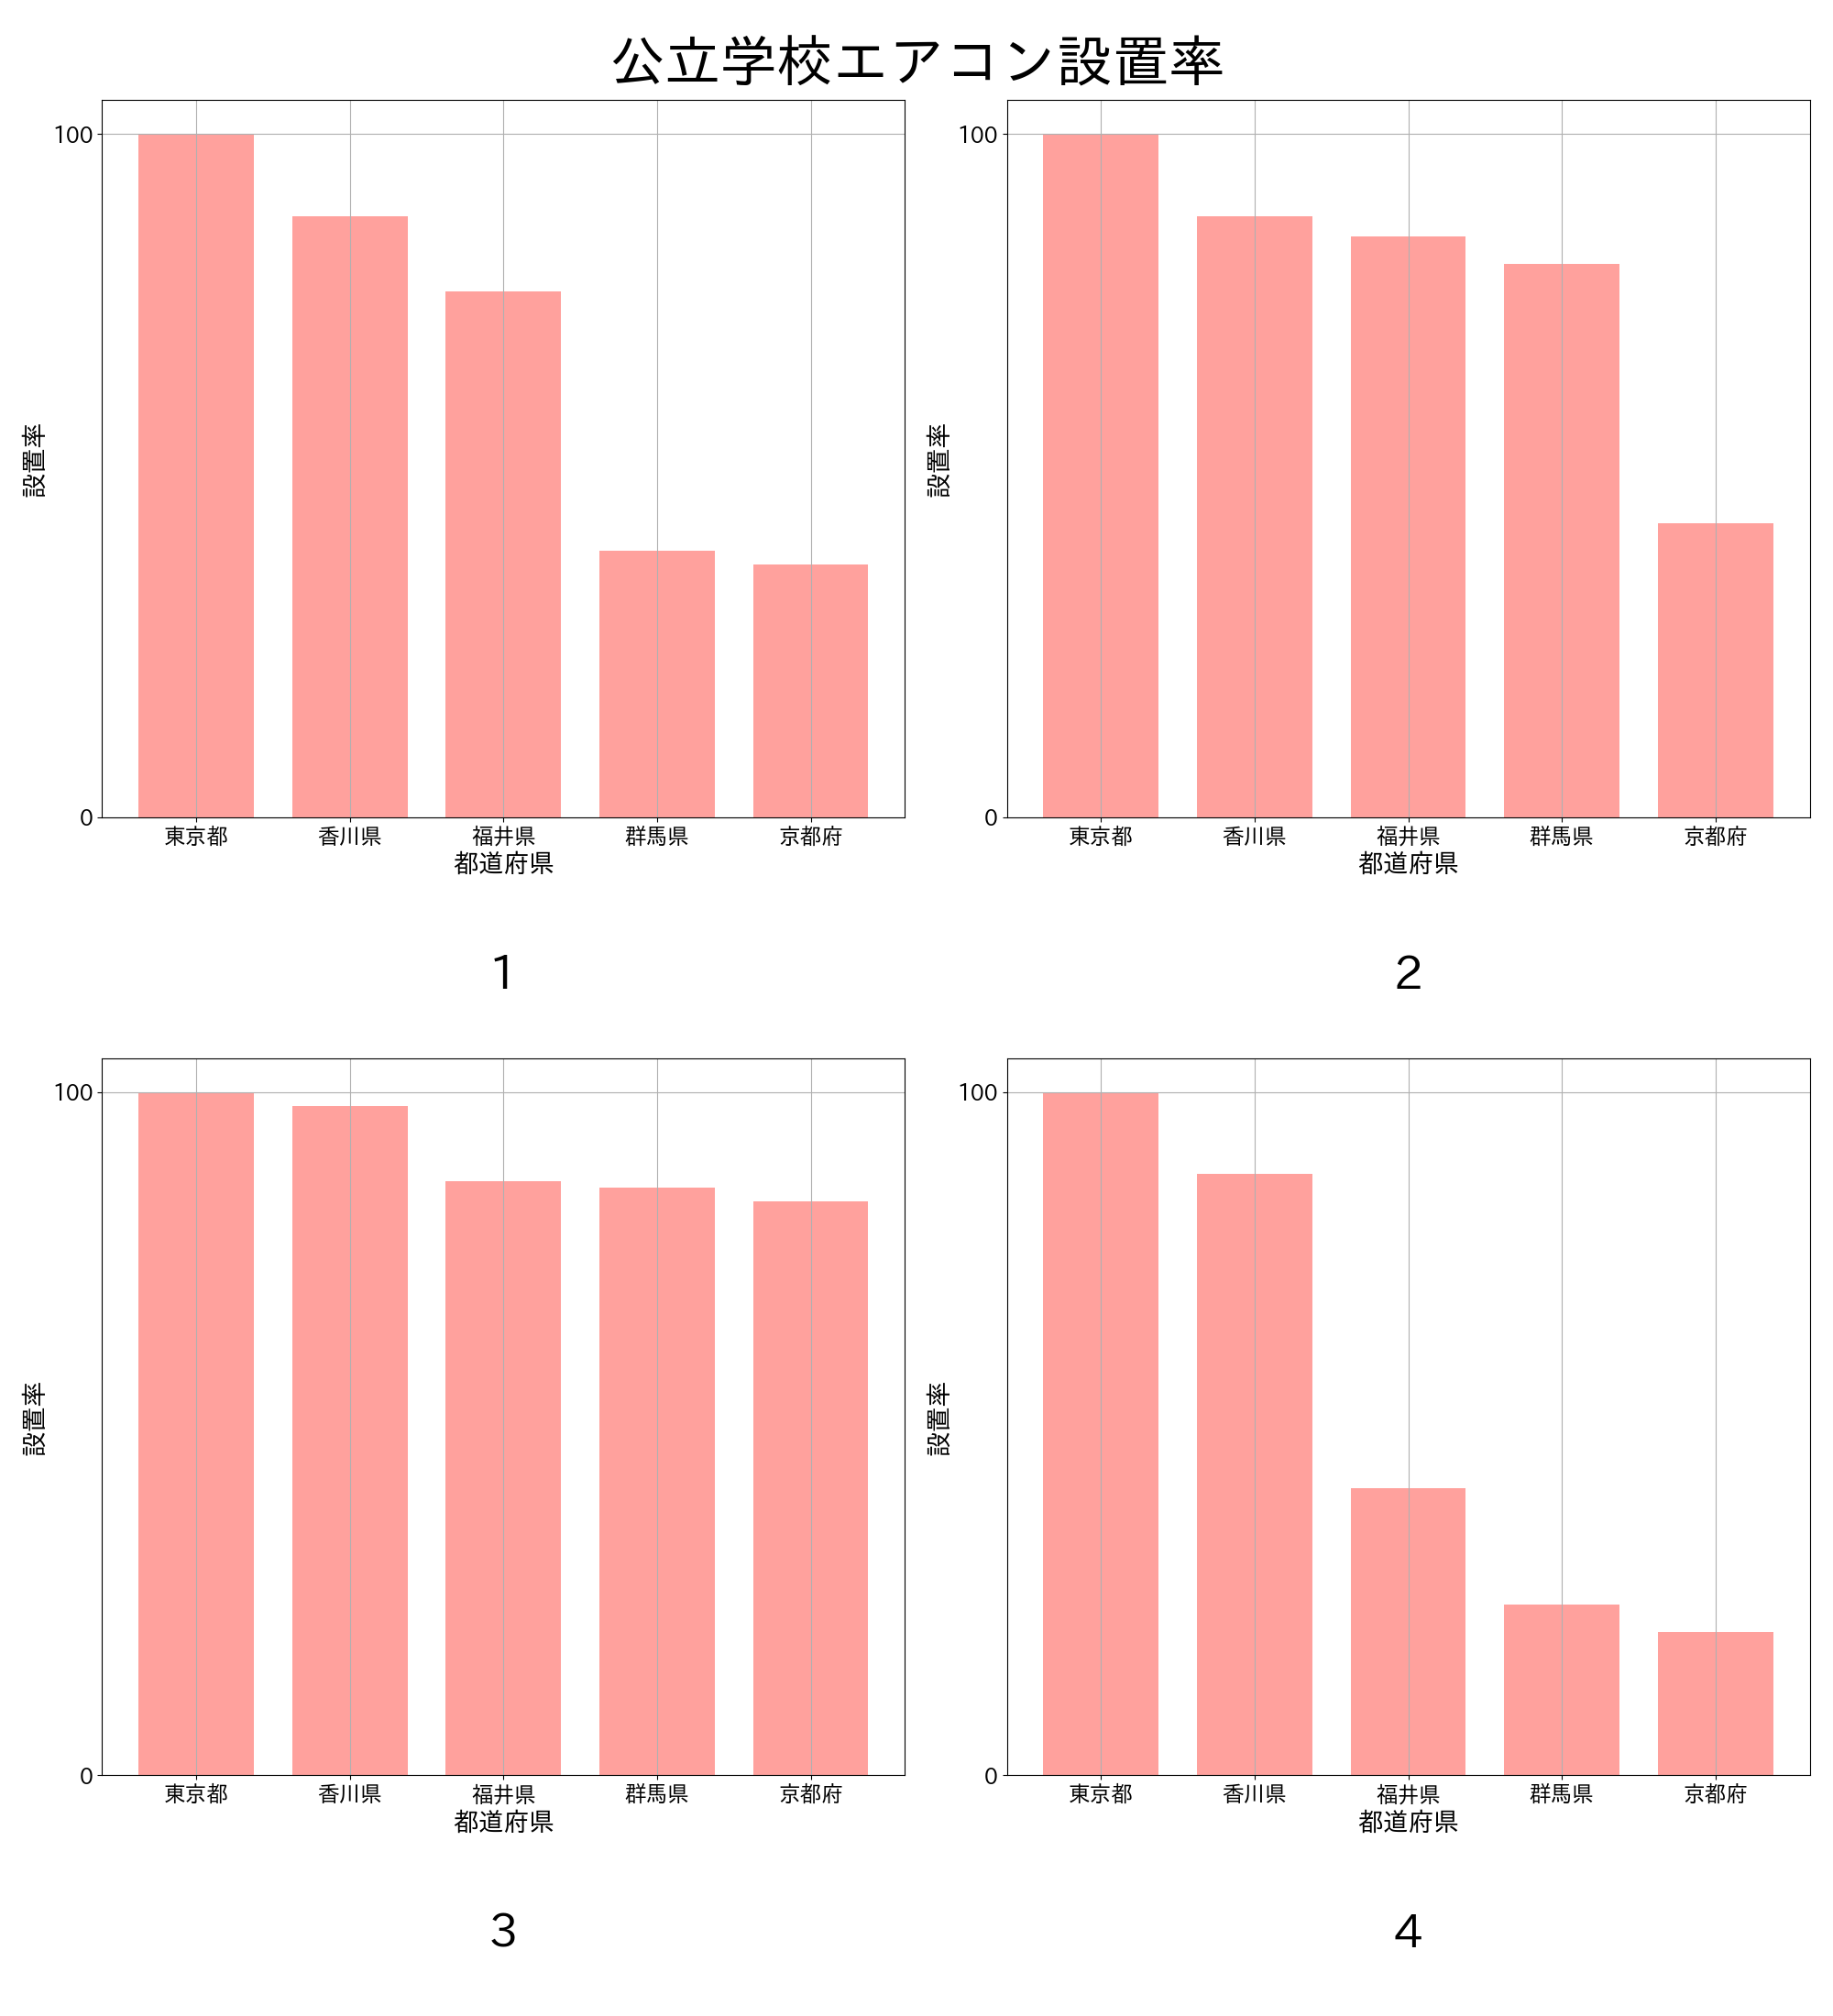 公立学校エアコン設置率
100
0
設置率
東京都 香川県 福井県 群馬県 京都府
都道府県
1
100
0
設置率
東京都 香川県 福井県 群馬県 京都府
都道府県
2
100
0
設置率
東京都 香川県 福井県 群馬県 京都府
都道府県
3
100
0
設置率
東京都 香川県 福井県 群馬県 京都府
都道府県
4